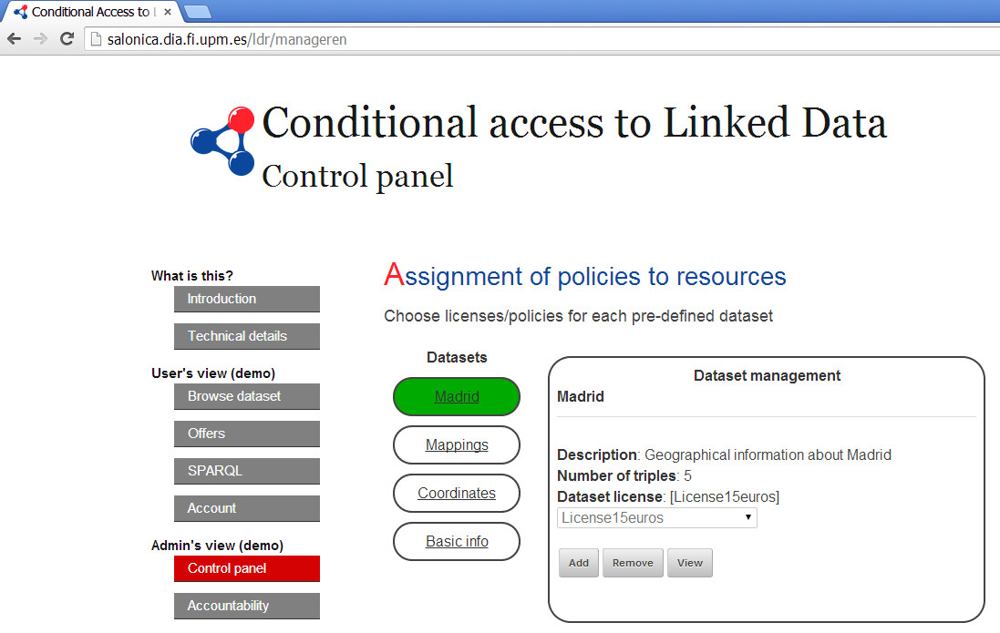 Conditional Access to L
salonica.dia.fi.upm.es/ldr/manageren
Conditional access to Linked Data
Control panel
What is this?
Introduction
Technical details
User's view (demo)
Browse dataset
Offers
SPARQL
Account
Admin's view (demo)
Control panel
Accountability
Assignment of policies to resources
Choose licenses/policies for each pre-defined dataset
Datasets
Madrid
Mappings
Coordinates
Basic info
Dataset management
Madrid
Description: Geographical information about Madrid
Number of triples: 5
Dataset license: [License15euros]
License15euros
Add Remove View